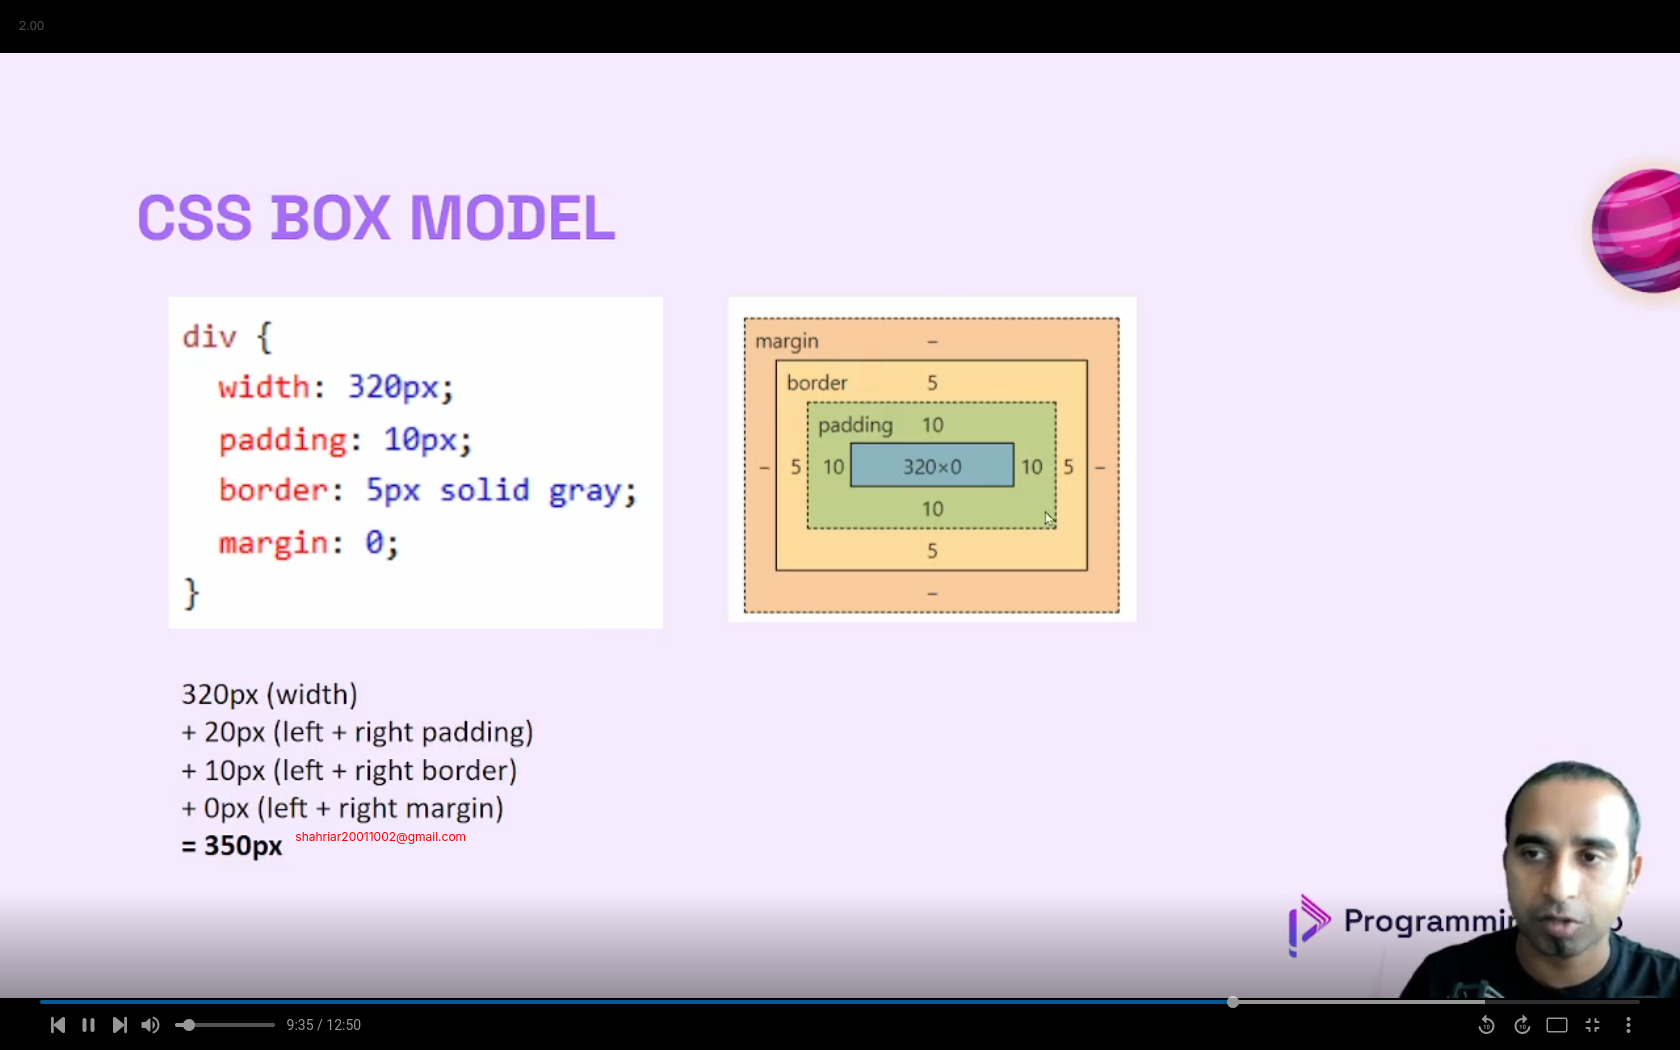 2.00
CSS BOX MODEL
div {
width: 320px;
padding: 10px;
border: 5px solid gray;
margin: 0;
}
margin –
border 5
padding 10
– 5 10 320×0 10 5 –
10
5
–
320px (width)
+ 20px (left + right padding)
+ 10px (left + right border)
+ 0px (left + right margin)
= 350px
shahriar20011002@gmail.com
9:35 / 12:50
10 10